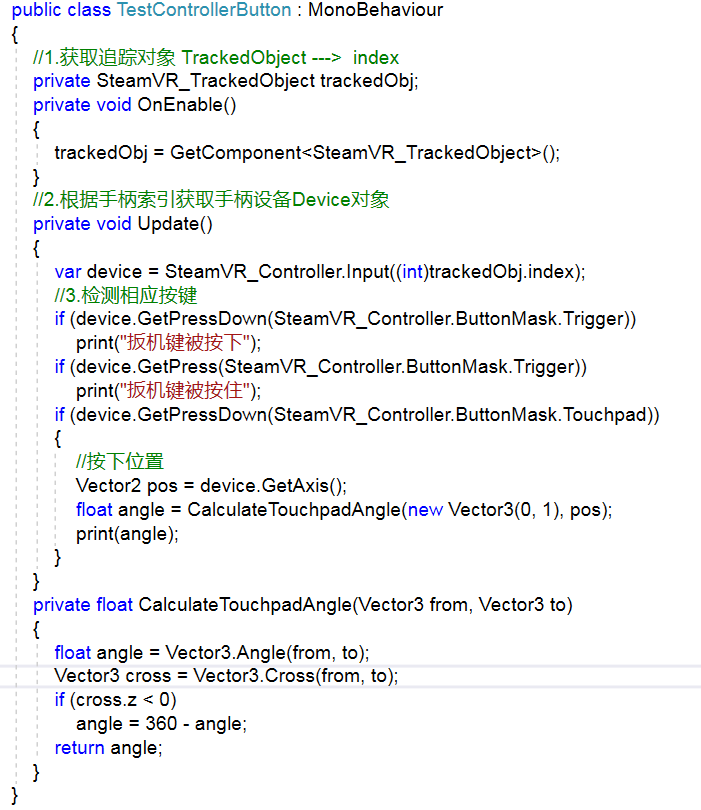 public class TestControllerButton : MonoBehaviour
{
//1.获取追踪对象 TrackedObject ---> index
private SteamVR_TrackedObject trackedObj;
private void OnEnable()
{
trackedObj = GetComponent<SteamVR_TrackedObject>();
}
//2.根据手柄索引获取手柄设备Device对象
private void Update()
{
var device = SteamVR_Controller.Input((int)trackedObj.index);
//3.检测相应按键
if (device.GetPressDown(SteamVR_Controller.ButtonMask.Trigger))
print("扳机键被按下");
if (device.GetPress(SteamVR_Controller.ButtonMask.Trigger))
print("扳机键被按住");
if (device.GetPressDown(SteamVR_Controller.ButtonMask.Touchpad))
{
//按下位置
Vector2 pos = device.GetAxis();
float angle = CalculateTouchpadAngle(new Vector3(0, 1), pos);
print(angle);
}
}
private float CalculateTouchpadAngle(Vector3 from, Vector3 to)
{
float angle = Vector3.Angle(from, to);
Vector3 cross = Vector3.Cross(from, to);
if (cross.z < 0)
angle = 360 - angle;
return angle;
}
}